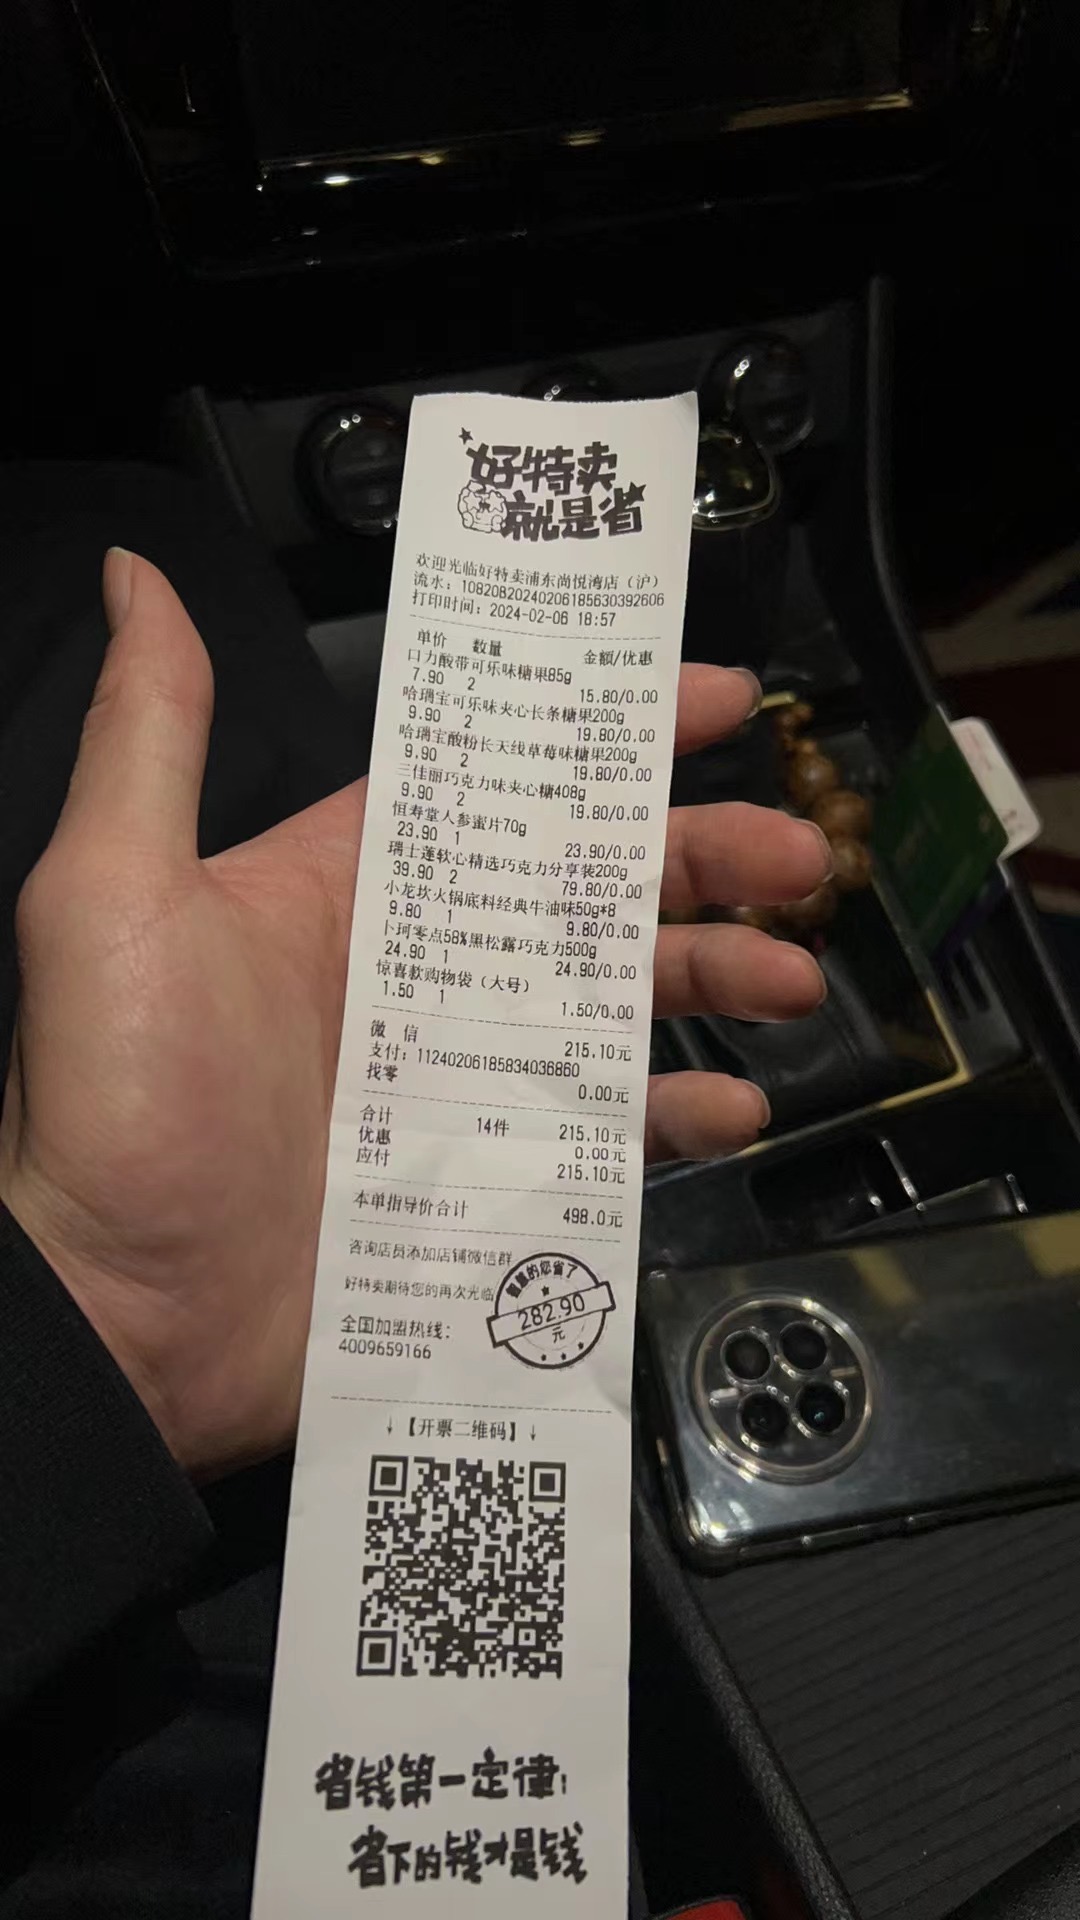 好特卖
就是省
欢迎光临好特卖浦东尚悦湾店（沪）
流水：108208202402061856303926​06
打印时间：2024-02-06 18:57
单价 数量 金额/优惠
口力酸带可乐味糖果85g
7.90 2 15.80/0.00
哈瑞宝可乐味夹心长条糖果200g
9.90 2 19.80/0.00
哈瑞宝酸粉长天线草莓味糖果200g
9.90 2 19.80/0.00
三佳丽巧克力味夹心糖408g
9.90 2 19.80/0.00
恒寿堂人参蜜片70g
23.90 1 23.90/0.00
瑞士莲软心精选巧克力分享装200g
39.90 2 79.80/0.00
小龙坎火锅底料经典牛油味50g*8
9.80 1 9.80/0.00
卜珂零点58%黑松露巧克力500g
24.90 1 24.90/0.00
惊喜款购物袋（大号）
1.50 1 1.50/0.00
微 信 215.10元
支付：11240206185834036860
找零 0.00元
合计 14件 215.10元
优惠 0.00元
应付 215.10元
本单指导价合计 498.0元
咨询店员添加店铺微信群
好特卖期待您的再次光临
的您省了
282.90
元
全国加盟热线：
4009659166
↓【开票二维码】↓
省钱第一定律：
省下的钱才是钱